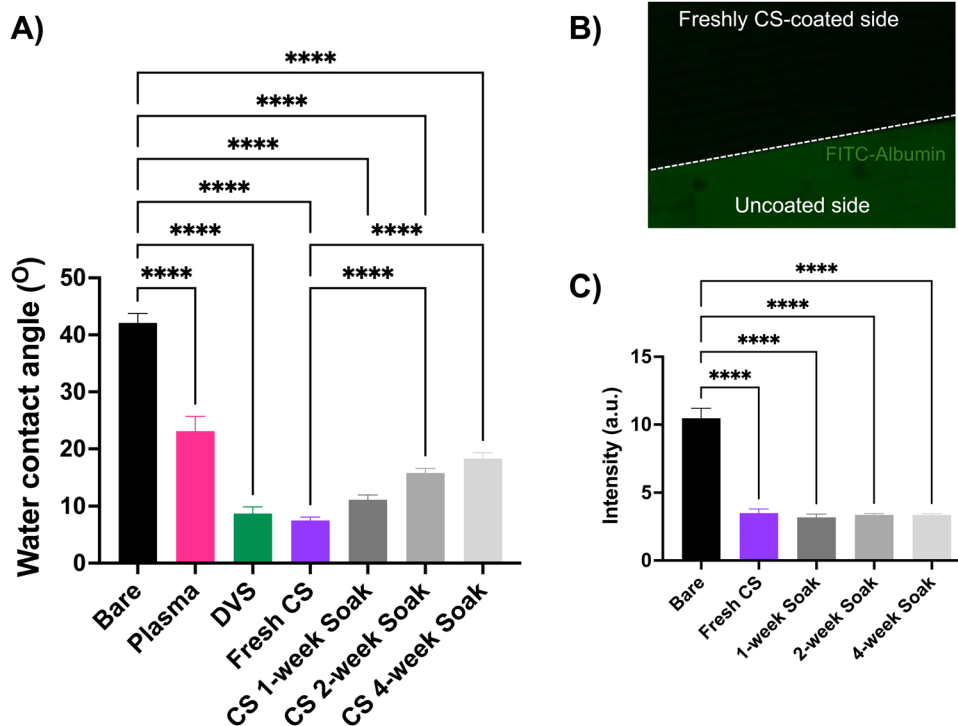 A)
****
****
****
****
****
****
****
****
Water contact angle (O)
50
40
30
20
10
0
Bare
Plasma
DVS
Fresh CS
CS 1-week Soak
CS 2-week Soak
CS 4-week Soak
B)
Freshly CS-coated side
FITC-Albumin
Uncoated side
C)
****
****
****
****
Intensity (a.u.)
15
10
5
0
Bare
Fresh CS
1-week Soak
2-week Soak
4-week Soak